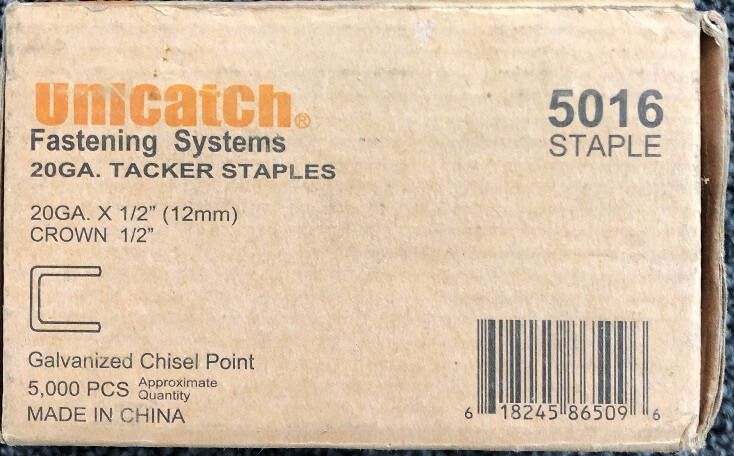 unicatch®
Fastening Systems
20GA. TACKER STAPLES
5016
STAPLE
20GA. X 1/2” (12mm)
CROWN 1/2”
Galvanized Chisel Point
5,000 PCS Approximate Quantity
MADE IN CHINA
6 18245 86509 6